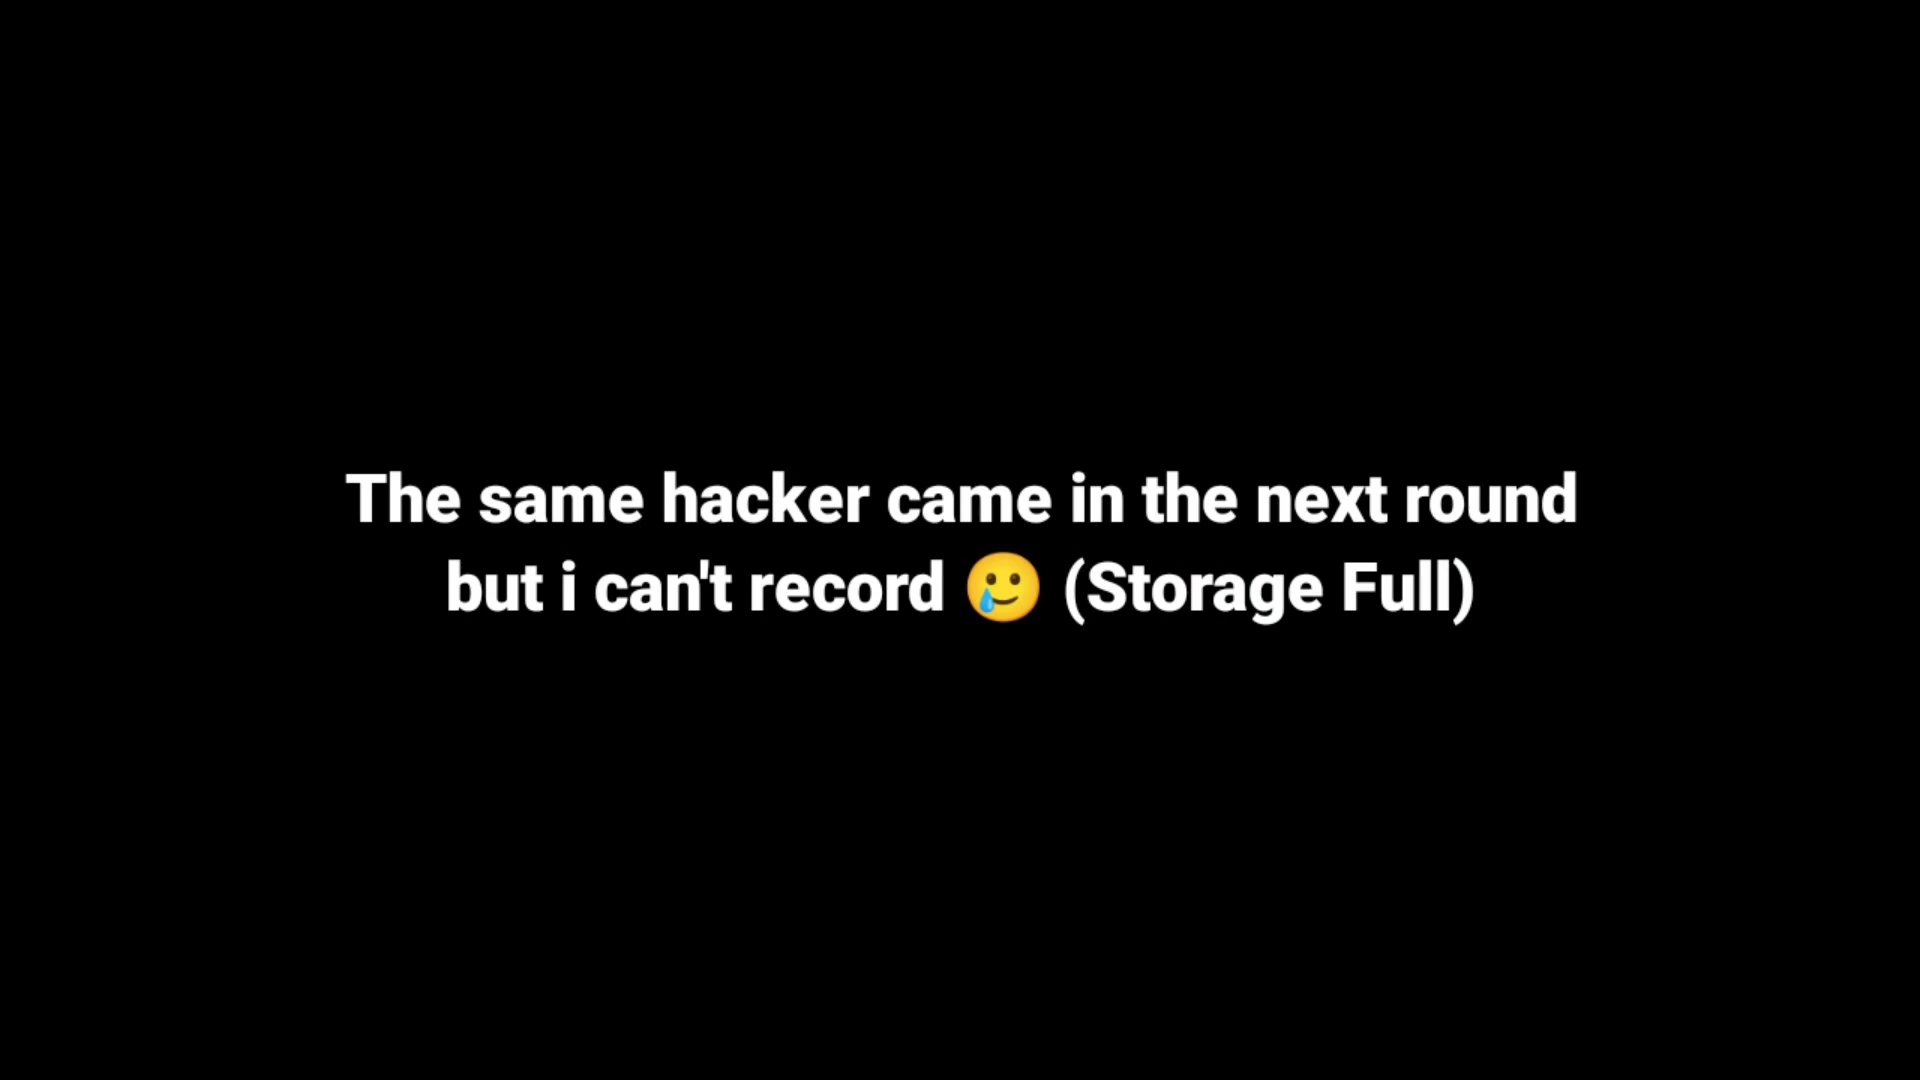 The same hacker came in the next round
but i can't record 🥲 (Storage Full)